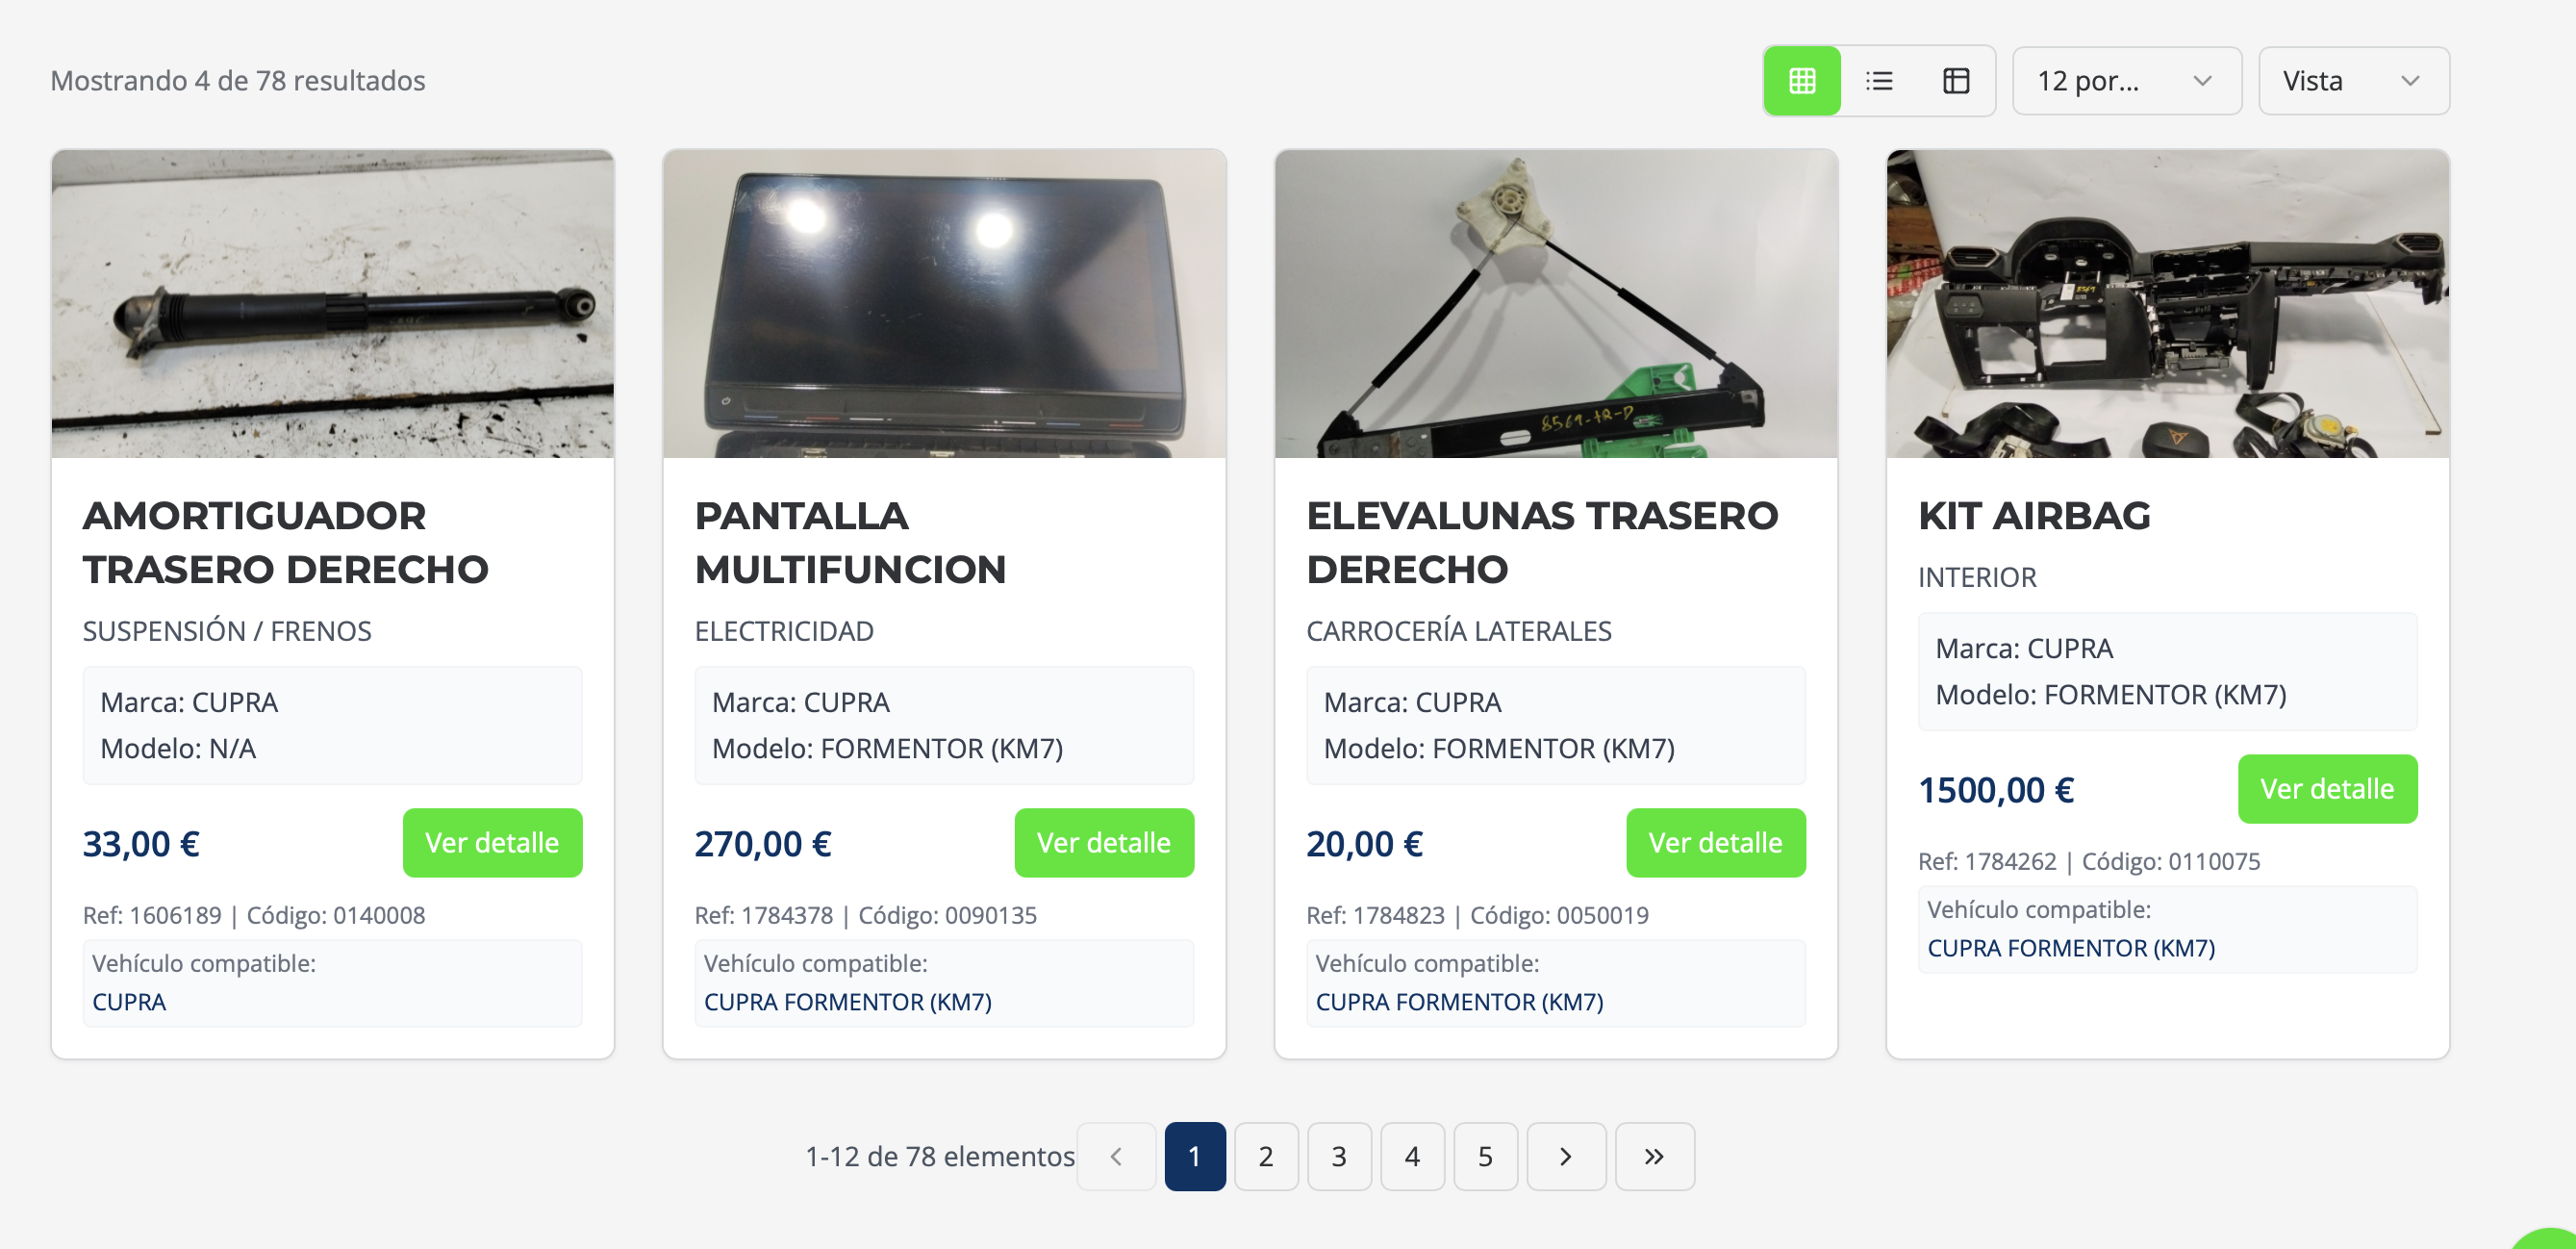 Mostrando 4 de 78 resultados
12 por...
Vista
8569-tR-D
8569
AMORTIGUADOR
TRASERO DERECHO
SUSPENSIÓN / FRENOS
Marca: CUPRA
Modelo: N/A
33,00 €
Ver detalle
Ref: 1606189 | Código: 0140008
Vehículo compatible:
CUPRA
PANTALLA
MULTIFUNCION
ELECTRICIDAD
Marca: CUPRA
Modelo: FORMENTOR (KM7)
270,00 €
Ver detalle
Ref: 1784378 | Código: 0090135
Vehículo compatible:
CUPRA FORMENTOR (KM7)
ELEVALUNAS TRASERO
DERECHO
CARROCERÍA LATERALES
Marca: CUPRA
Modelo: FORMENTOR (KM7)
20,00 €
Ver detalle
Ref: 1784823 | Código: 0050019
Vehículo compatible:
CUPRA FORMENTOR (KM7)
KIT AIRBAG
INTERIOR
Marca: CUPRA
Modelo: FORMENTOR (KM7)
1500,00 €
Ver detalle
Ref: 1784262 | Código: 0110075
Vehículo compatible:
CUPRA FORMENTOR (KM7)
1-12 de 78 elementos
1
2
3
4
5